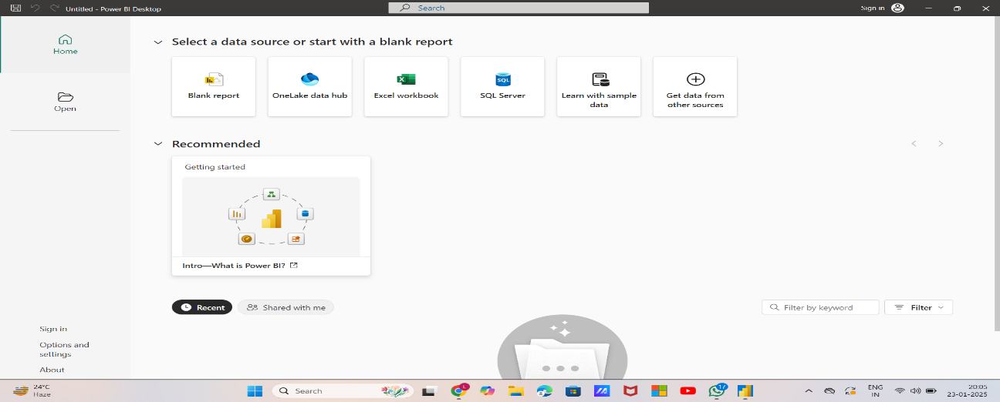 Untitled - Power BI Desktop
Search
Sign in
Home
Open
Select a data source or start with a blank report
Blank report
OneLake data hub
Excel workbook
SQL
SQL Server
Learn with sample
data
Get data from
other sources
Recommended
Getting started
Intro—What is Power BI?
Recent
Shared with me
Filter by keyword
Filter
Sign in
Options and
settings
About
24°C
Haze
Search
L
17
ENG
IN
20:05
23-01-2025